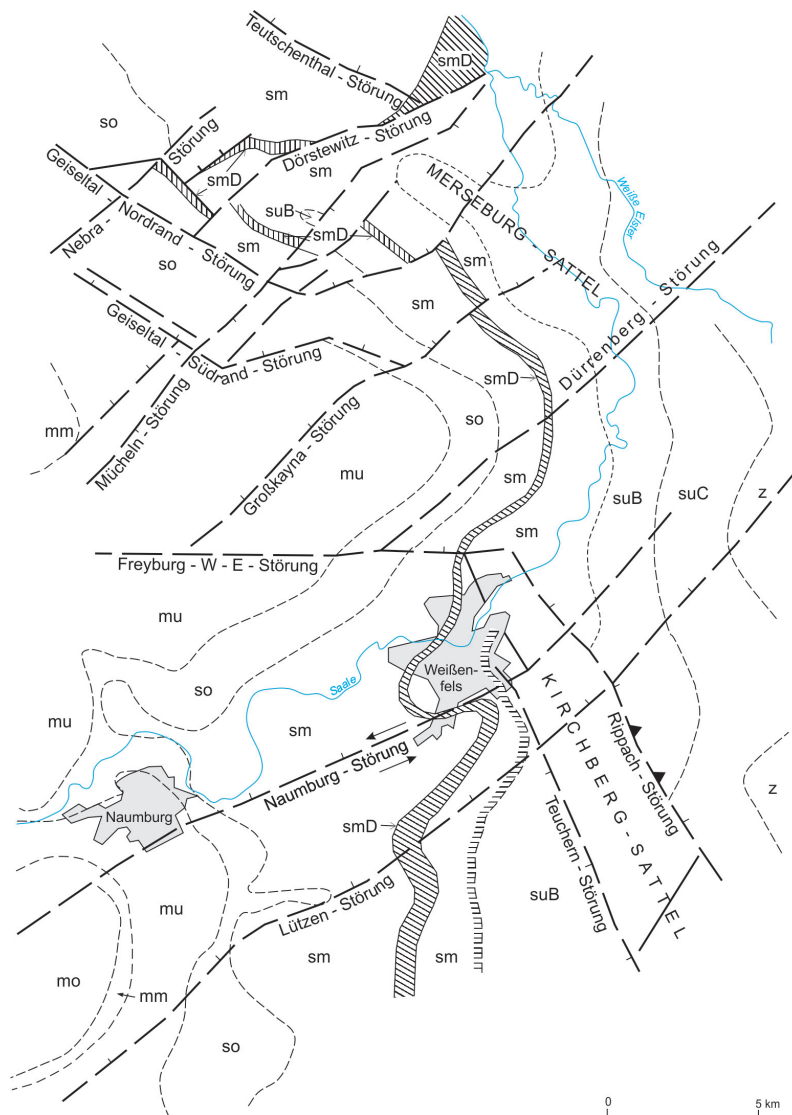 Teutschenthal - Störung
smD
sm
so
Störung
Dörstewitz - Störung
smD
sm
Geiseltal
Nordrand - Störung
Nebra -
suB
smD
sm
so
MERSEBURG - SATTEL
Weiße Elster
sm
sm
Dürrenberg - Störung
Geiseltal - Südrand - Störung
smD
so
mm
Mücheln - Störung
Großkayna - Störung
mu
sm
sm
suB
suC
z
Freyburg - W - E - Störung
mu
so
Weißen-
fels
Saale
KIRCHBERG - SATTEL
Rippach - Störung
mu
sm
Naumburg - Störung
Naumburg
z
smD
Teuchern - Störung
mu
Lützen - Störung
suB
sm
sm
mo
mm
so
0
5 km